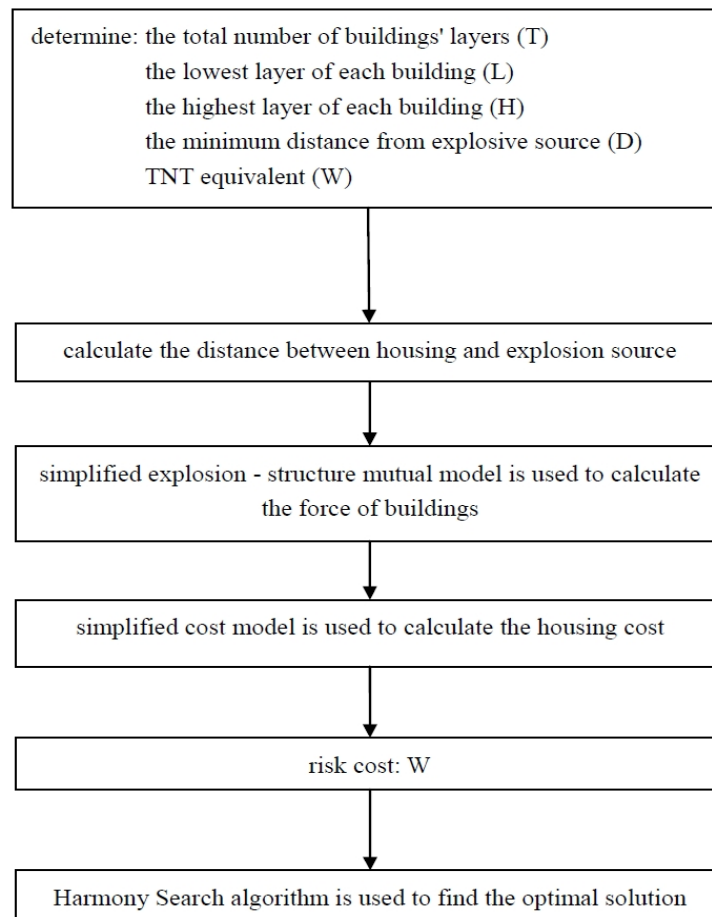 determine: the total number of buildings' layers (T)
the lowest layer of each building (L)
the highest layer of each building (H)
the minimum distance from explosive source (D)
TNT equivalent (W)
calculate the distance between housing and explosion source
simplified explosion - structure mutual model is used to calculate
the force of buildings
simplified cost model is used to calculate the housing cost
risk cost: W
Harmony Search algorithm is used to find the optimal solution